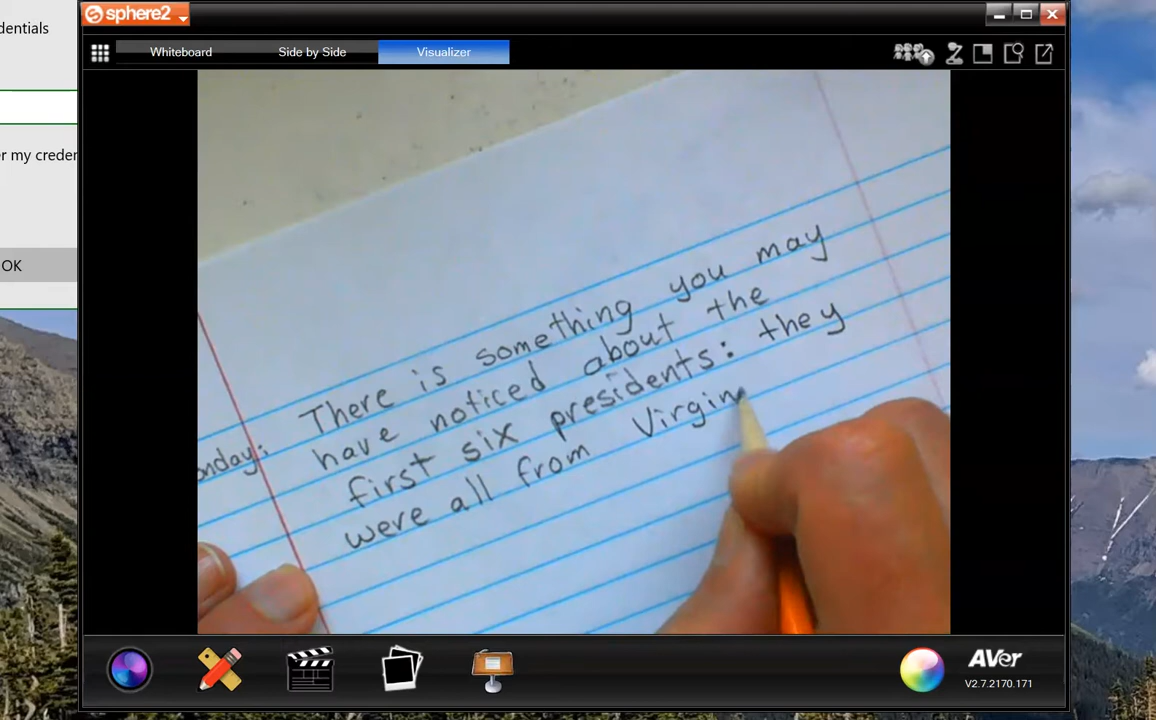 dentials
sphere2
Whiteboard
Side by Side
Visualizer
r my creden
OK
There is something you may
onday: have noticed about the
first six presidents: they
were all from Virgin
AVer
V2.7.2170.171